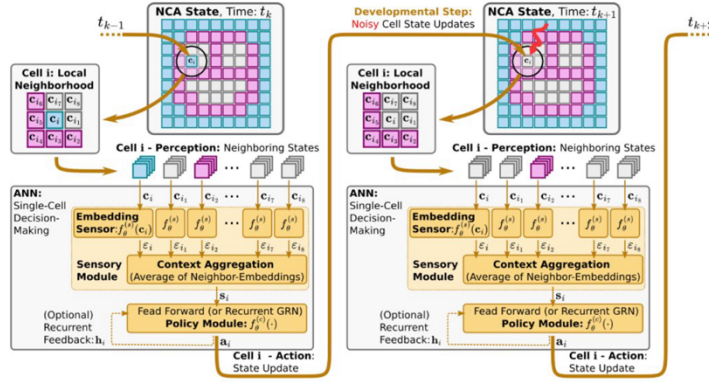 t_{k−1}
NCA State, Time: t_k
c_i
Developmental Step:
Noisy Cell State Updates
NCA State, Time: t_{k+1}
c_i
t_{k+2}
Cell i: Local
Neighborhood
c_{i_6} c_{i_7} c_{i_8}
c_{i_5} c_i c_{i_1}
c_{i_4} c_{i_3} c_{i_2}
Cell i - Perception: Neighboring States
...
c_i c_{i_1} c_{i_2} ... c_{i_7} c_{i_8}
ANN:
Single-Cell
Decision-
Making
Embedding
Sensor: f_θ^{(s)}(c_i)
f_θ^{(s)} f_θ^{(s)} ... f_θ^{(s)} f_θ^{(s)}
ε_i ε_{i_1} ε_{i_2} ε_{i_7} ε_{i_8}
Sensory
Module
Context Aggregation
(Average of Neighbor-Embeddings)
s_i
(Optional)
Recurrent
Feedback: h_i
Fead Forward (or Recurrent GRN)
Policy Module: f_θ^{(c)}(·)
a_i
Cell i - Action:
State Update
Cell i: Local
Neighborhood
c_{i_6} c_{i_7} c_{i_8}
c_{i_5} c_i c_{i_1}
c_{i_4} c_{i_3} c_{i_2}
Cell i - Perception: Neighboring States
...
c_i c_{i_1} c_{i_2} ... c_{i_7} c_{i_8}
ANN:
Single-Cell
Decision-
Making
Embedding
Sensor: f_θ^{(s)}(c_i)
f_θ^{(s)} f_θ^{(s)} ... f_θ^{(s)} f_θ^{(s)}
ε_i ε_{i_1} ε_{i_2} ε_{i_7} ε_{i_8}
Sensory
Module
Context Aggregation
(Average of Neighbor-Embeddings)
s_i
(Optional)
Recurrent
Feedback: h_i
Fead Forward (or Recurrent GRN)
Policy Module: f_θ^{(c)}(·)
a_i
Cell i - Action:
State Update